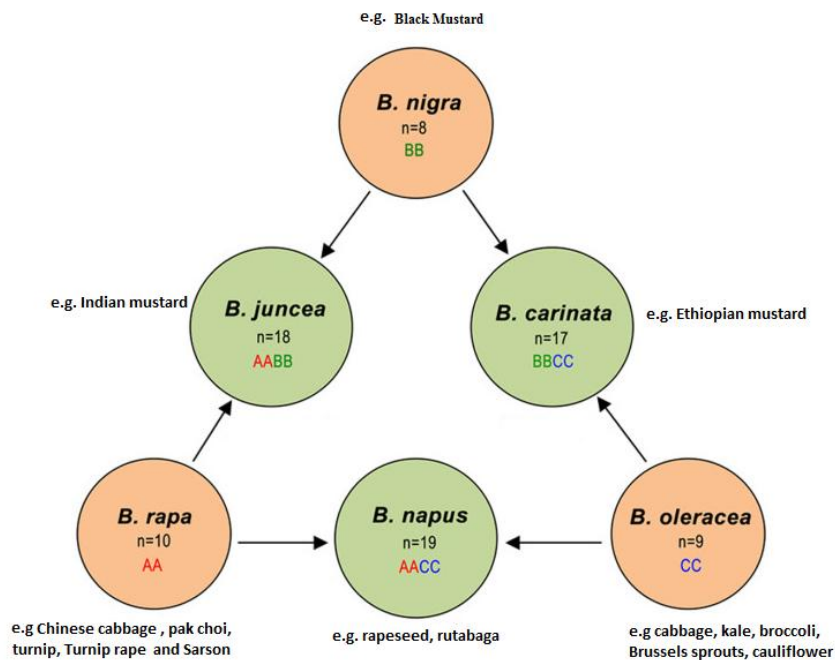 e.g. Black Mustard
B. nigra
n=8
BB
e.g. Indian mustard
B. juncea
n=18
AABB
B. carinata
n=17
BBCC
e.g. Ethiopian mustard
B. rapa
n=10
AA
B. napus
n=19
AACC
B. oleracea
n=9
CC
e.g Chinese cabbage , pak choi,
turnip, Turnip rape and Sarson
e.g. rapeseed, rutabaga
e.g cabbage, kale, broccoli,
Brussels sprouts, cauliflower